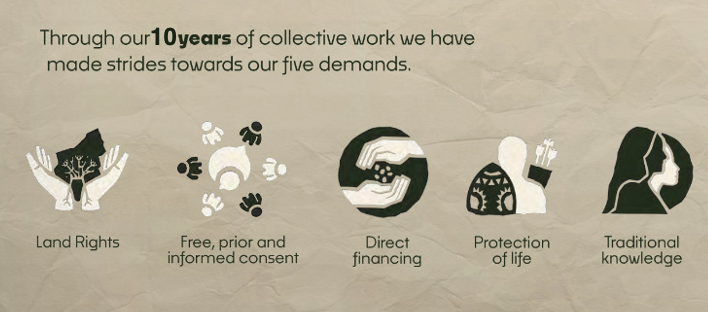 Through our 10 years of collective work we have
made strides towards our five demands.
Land Rights
Free, prior and
informed consent
Direct
financing
Protection
of life
Traditional
knowledge